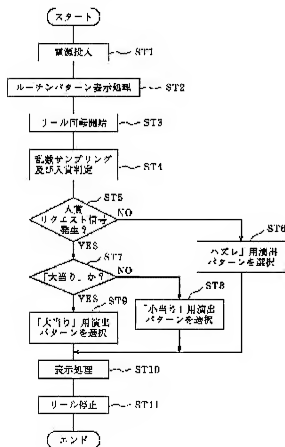 スタート
電源投入
ST1
ルーチンパターン表示処理
ST2
リール回転開始
ST3
乱数サンプリング
及び入賞判定
ST4
ST5
入賞
リクエスト信号
発生?
NO
YES
ST6
ハズレ」用演出
パターンを選択
ST7
「大当り」か?
NO
YES
ST8
「小当り」用演出
パターンを選択
ST9
「大当り」用演出
パターンを選択
表示処理
ST10
リール停止
ST11
エンド